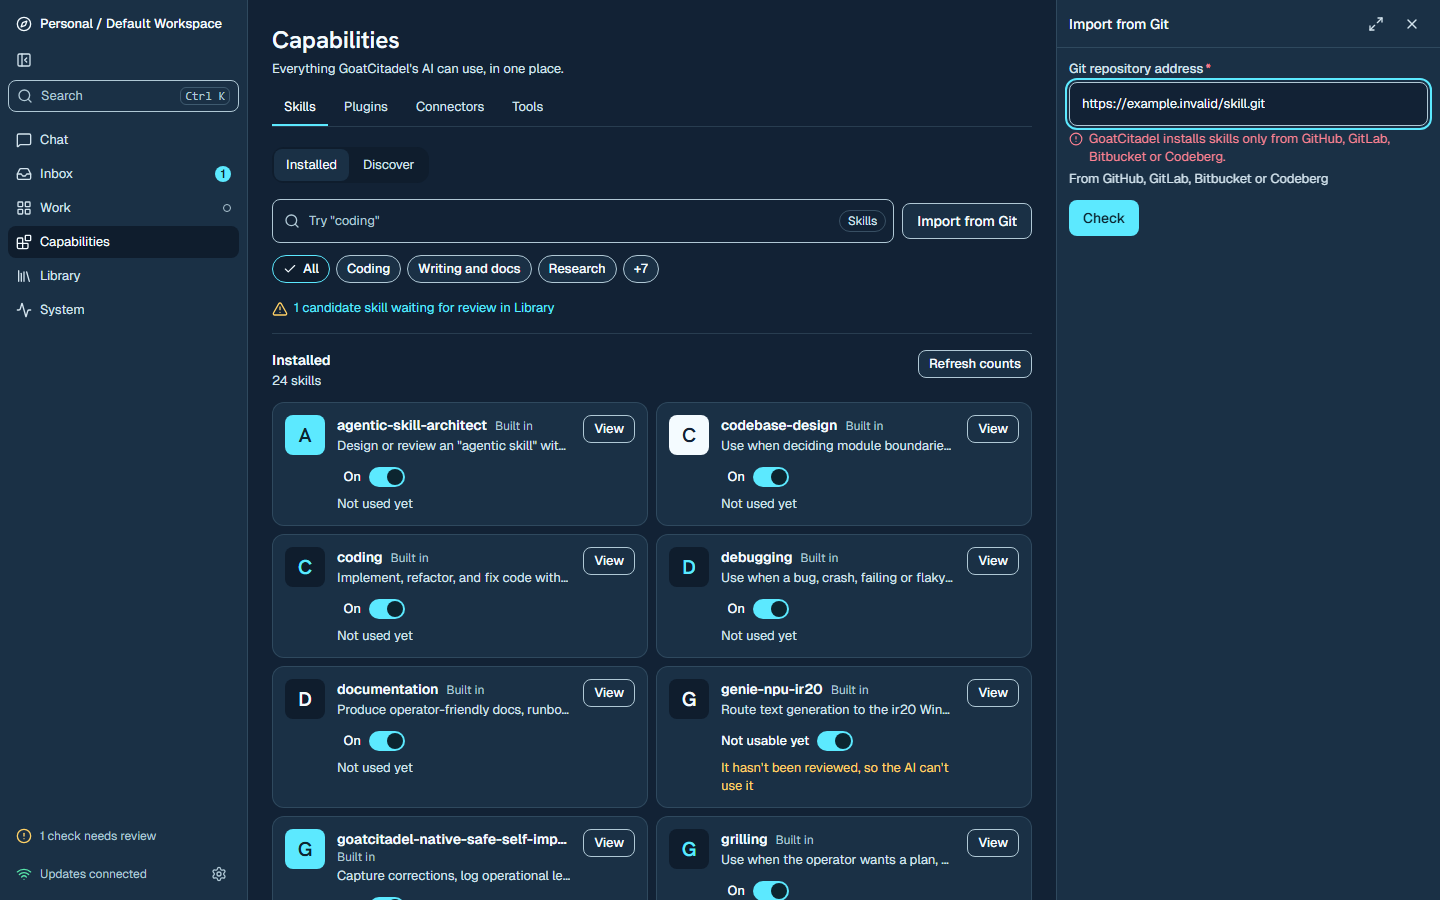 Personal / Default Workspace
Search
Ctrl K
Chat
Inbox
1
Work
Capabilities
Library
System
1 check needs review
Updates connected
Capabilities
Everything GoatCitadel's AI can use, in one place.
Skills
Plugins
Connectors
Tools
Installed
Discover
Try "coding"
Skills
Import from Git
All
Coding
Writing and docs
Research
+7
1 candidate skill waiting for review in Library
Installed
24 skills
Refresh counts
A
agentic-skill-architect Built in
Design or review an "agentic skill" wit...
View
On
Not used yet
C
codebase-design Built in
Use when deciding module boundarie...
View
On
Not used yet
C
coding Built in
Implement, refactor, and fix code with...
View
On
Not used yet
D
debugging Built in
Use when a bug, crash, failing or flaky...
View
On
Not used yet
D
documentation Built in
Produce operator-friendly docs, runbo...
View
On
Not used yet
G
genie-npu-ir20 Built in
Route text generation to the ir20 Win...
View
Not usable yet
It hasn't been reviewed, so the AI can't
use it
G
goatcitadel-native-safe-self-imp...
Built in
Capture corrections, log operational le...
View
G
grilling Built in
Use when the operator wants a plan, ...
View
On
Import from Git
Git repository address *
https://example.invalid/skill.git
GoatCitadel installs skills only from GitHub, GitLab,
Bitbucket or Codeberg.
From GitHub, GitLab, Bitbucket or Codeberg
Check